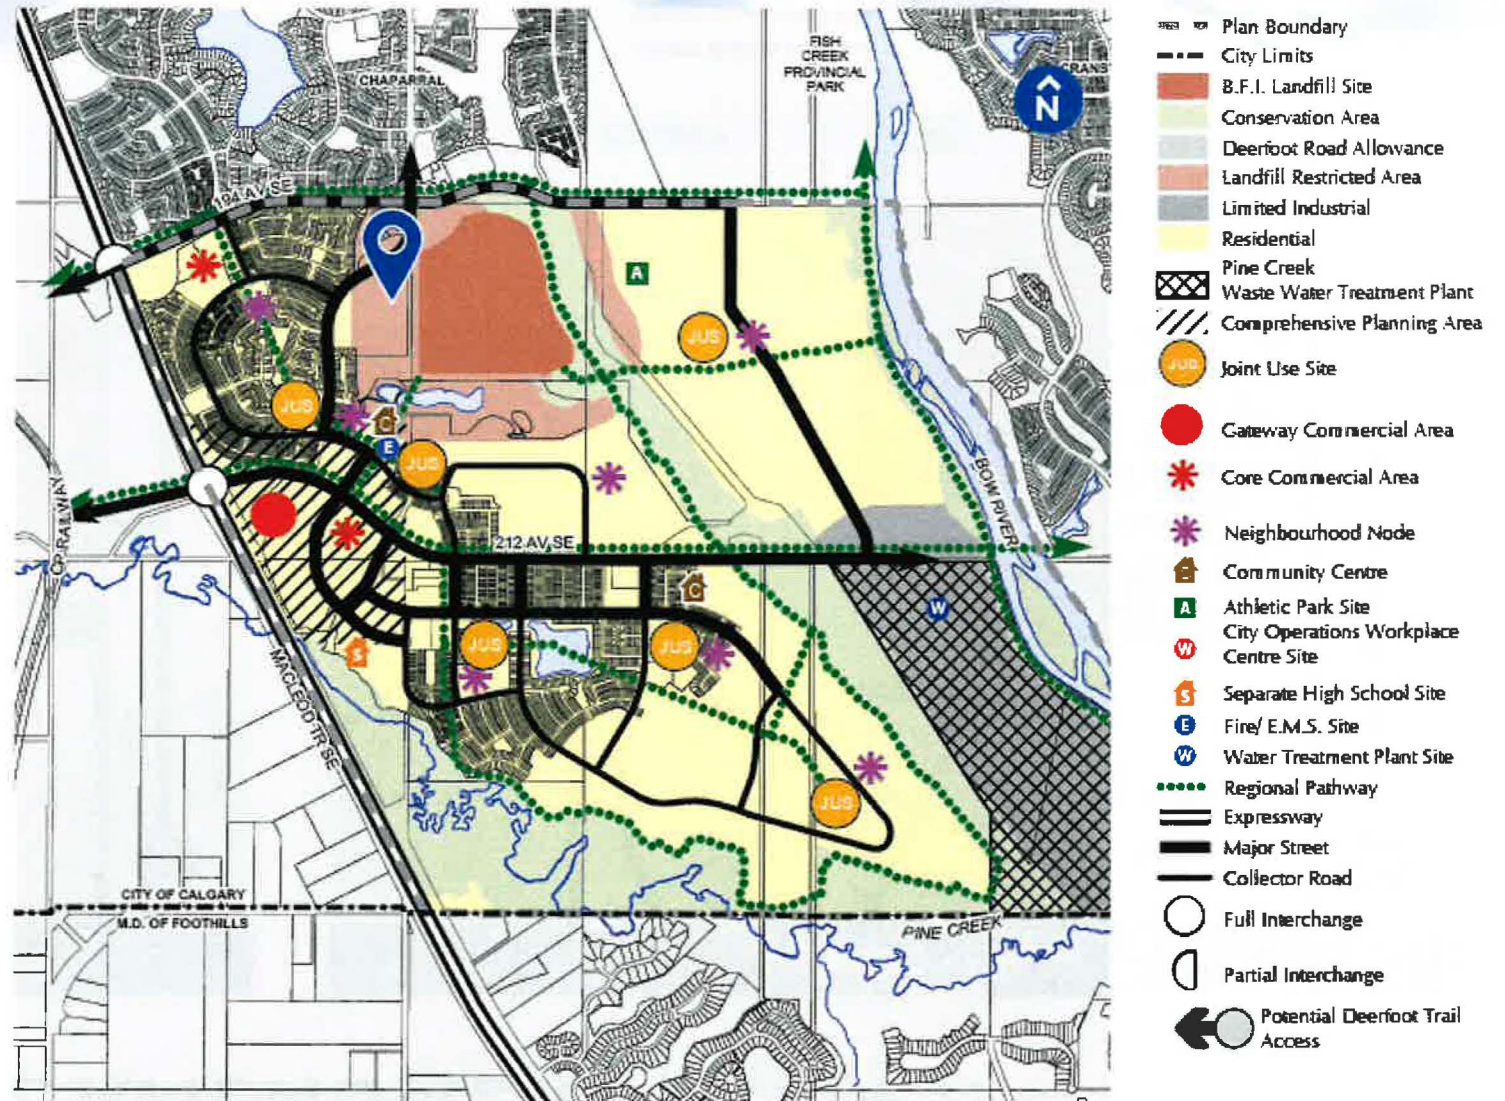 CHAPARRAL
FISH
CREEK
PROVINCIAL
PARK
CRANS
N
194 AV SE
A
JUS
JUS
C
E
JUS
CP RAILWAY
BOW RIVER
212 AV SE
C
W
JUS
JUS
S
MACLEOD TR SE
JUS
CITY OF CALGARY
M.D. OF FOOTHILLS
PINE CREEK
Plan Boundary
City Limits
B.F.I. Landfill Site
Conservation Area
Deerfoot Road Allowance
Landfill Restricted Area
Limited Industrial
Residential
Pine Creek
Waste Water Treatment Plant
Comprehensive Planning Area
JUS Joint Use Site
Gateway Commercial Area
Core Commercial Area
Neighbourhood Node
Community Centre
A Athletic Park Site
City Operations Workplace
W Centre Site
S Separate High School Site
E Fire/ E.M.S. Site
W Water Treatment Plant Site
Regional Pathway
Expressway
Major Street
Collector Road
Full Interchange
Partial Interchange
Potential Deerfoot Trail
Access